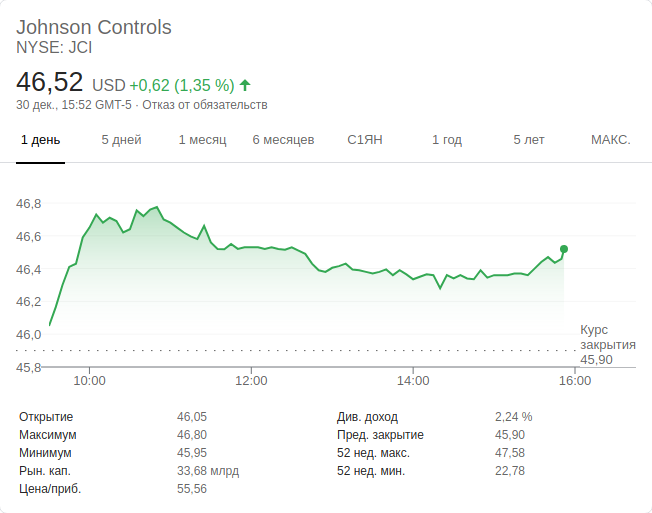 Johnson Controls
NYSE: JCI
46,52 USD +0,62 (1,35 %)
30 дек., 15:52 GMT-5 · Отказ от обязательств
1 день 5 дней 1 месяц 6 месяцев С1ЯН 1 год 5 лет МАКС.
46,8
46,6
46,4
46,2
46,0
45,8
Курс
закрытия
45,90
10:00 12:00 14:00 16:00
Открытие 46,05 Див. доход 2,24 %
Максимум 46,80 Пред. закрытие 45,90
Минимум 45,95 52 нед. макс. 47,58
Рын. кап. 33,68 млрд 52 нед. мин. 22,78
Цена/приб. 55,56